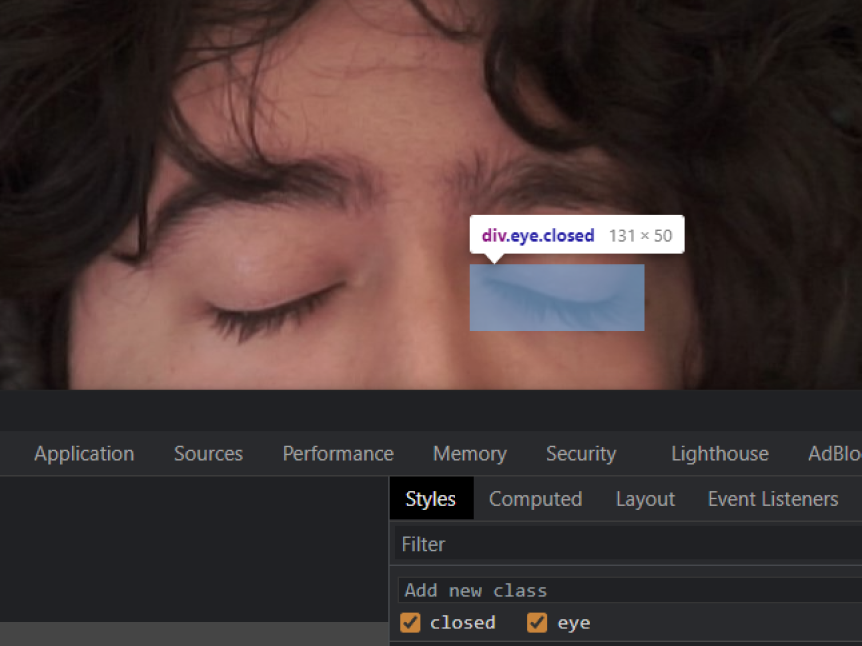 div.eye.closed 131 × 50
Application Sources Performance Memory Security Lighthouse AdBlo
Styles Computed Layout Event Listeners
Filter
Add new class
closed eye